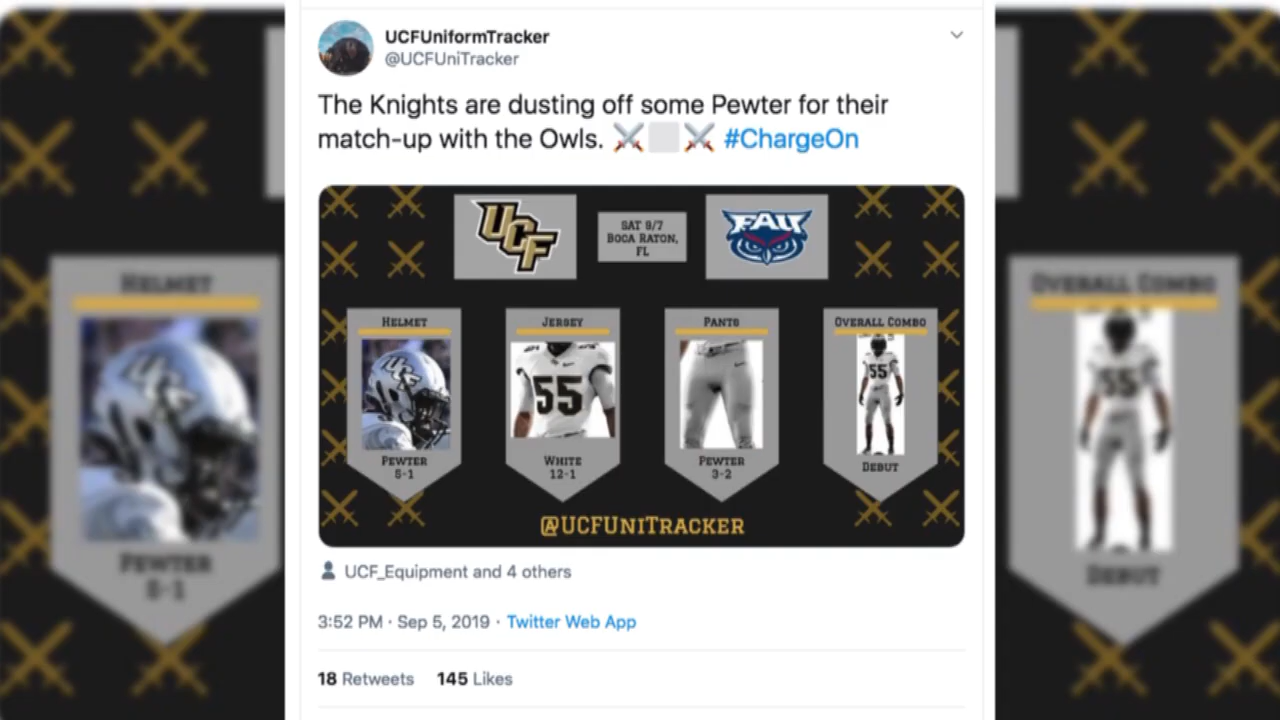 UCFUniformTracker
@UCFUniTracker
The Knights are dusting off some Pewter for their
match-up with the Owls. ⚔️⬜⚔️ #ChargeOn
UCF
SAT 9/7
BOCA RATON,
FL
FAU
HELMET
JERSEY
PANTS
OVERALL COMBO
UCF
55
55
PEWTER
5-1
WHITE
12-1
PEWTER
3-2
DEBUT
@UCFUNITRACKER
UCF_Equipment and 4 others
3:52 PM · Sep 5, 2019 · Twitter Web App
18 Retweets 145 Likes
HELMET
UCF
PEWTER
5-1
OVERALL COMBO
55
DEBUT